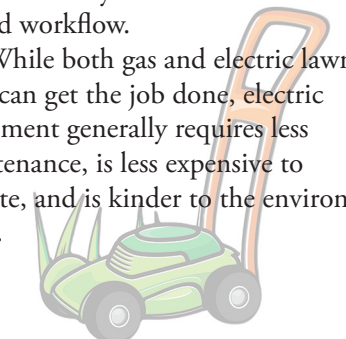 d workflow.
While both gas and electric lawn
can get the job done, electric
ment generally requires less
tenance, is less expensive to
te, and is kinder to the environ
.